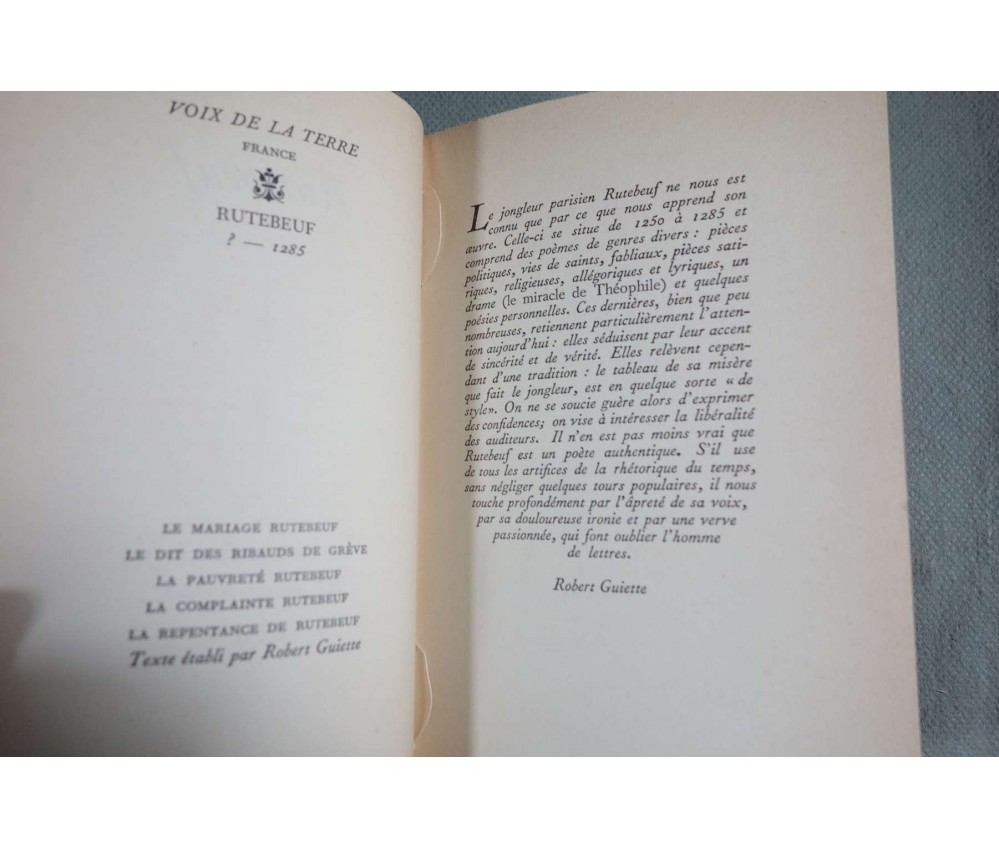 VOIX DE LA TERRE
FRANCE
RUTEBEUF
? — 1285
LE MARIAGE RUTEBEUF
LE DIT DES RIBAUDS DE GRÈVE
LA PAUVRETÉ RUTEBEUF
LA COMPLAINTE RUTEBEUF
LA REPENTANCE DE RUTEBEUF
Texte établi par Robert Guiette
Le jongleur parisien Rutebeuf ne nous est
connu que par ce que nous apprend son
œuvre. Celle-ci se situe de 1250 à 1285 et
comprend des poèmes de genres divers : pièces
politiques, vies de saints, fabliaux, pièces sati-
riques, religieuses, allégoriques et lyriques, un
drame (le miracle de Théophile) et quelques
poésies personnelles. Ces dernières, bien que peu
nombreuses, retiennent particulièrement l'atten-
tion aujourd'hui : elles séduisent par leur accent
de sincérité et de vérité. Elles relèvent cepen-
dant d'une tradition : le tableau de sa misère
que fait le jongleur, est en quelque sorte « de
style». On ne se soucie guère alors d'exprimer
des confidences; on vise à intéresser la libéralité
des auditeurs. Il n'en est pas moins vrai que
Rutebeuf est un poète authentique. S'il use
de tous les artifices de la rhétorique du temps,
sans négliger quelques tours populaires, il nous
touche profondément par l'âpreté de sa voix,
par sa douloureuse ironie et par une verve
passionnée, qui font oublier l'homme
de lettres.
Robert Guiette